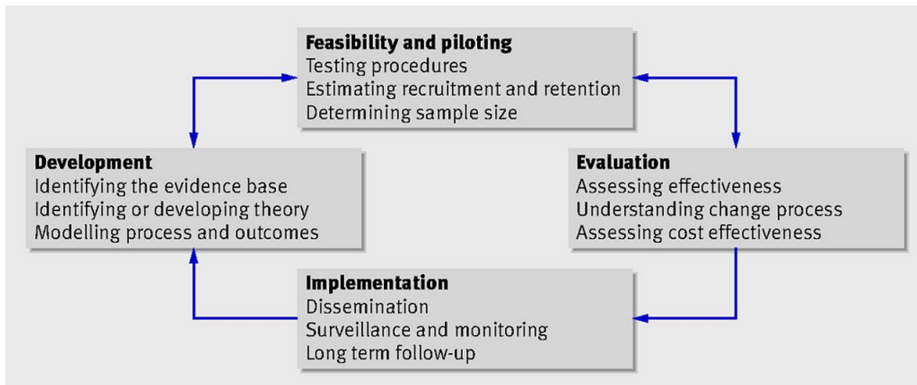 Feasibility and piloting
Testing procedures
Estimating recruitment and retention
Determining sample size
Development
Identifying the evidence base
Identifying or developing theory
Modelling process and outcomes
Evaluation
Assessing effectiveness
Understanding change process
Assessing cost effectiveness
Implementation
Dissemination
Surveillance and monitoring
Long term follow-up